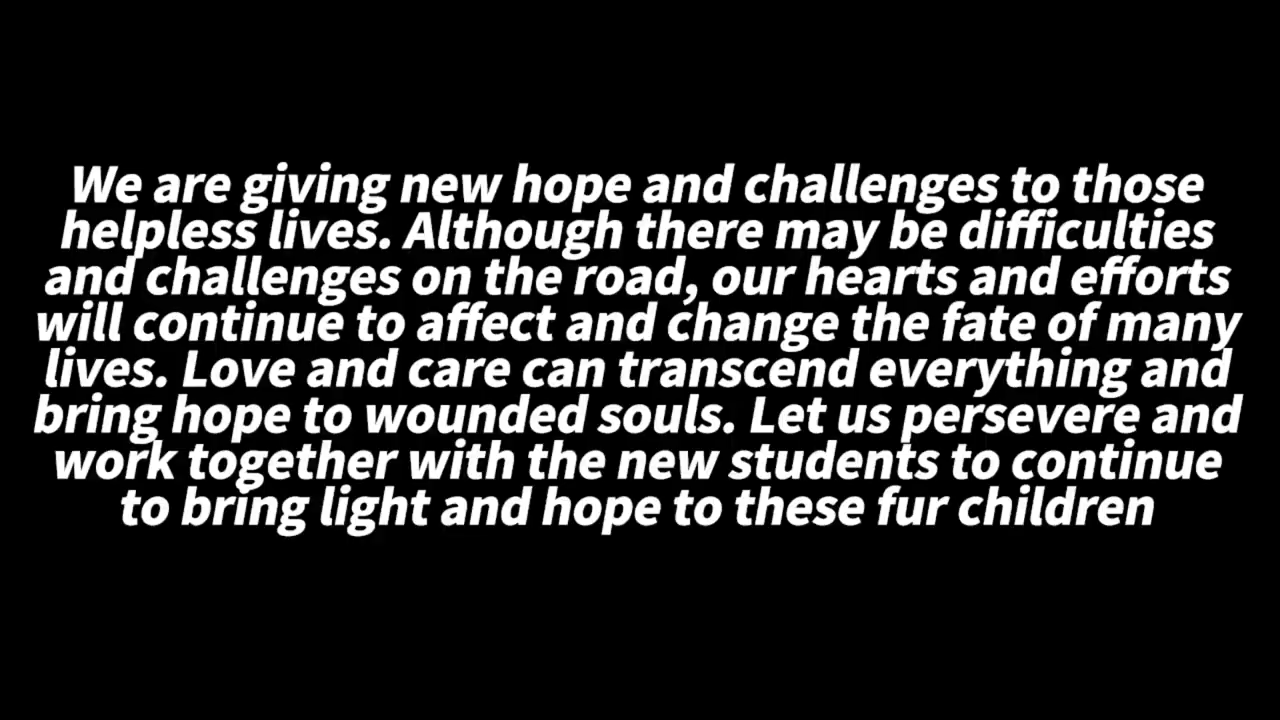 We are giving new hope and challenges to those
helpless lives. Although there may be difficulties
and challenges on the road, our hearts and efforts
will continue to affect and change the fate of many
lives. Love and care can transcend everything and
bring hope to wounded souls. Let us persevere and
work together with the new students to continue
to bring light and hope to these fur children